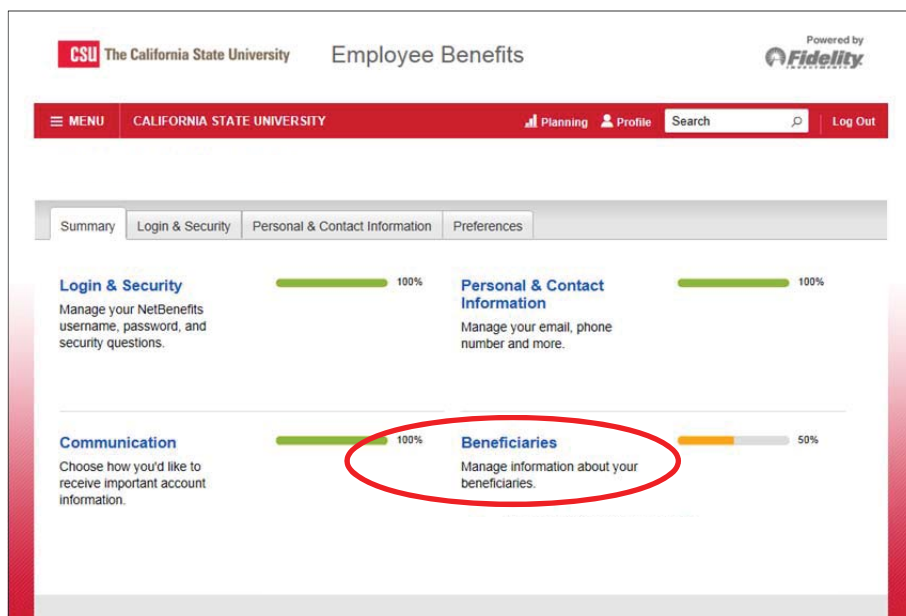 CSU The California State University
Employee Benefits
Powered by
Fidelity
INVESTMENTS
MENU
CALIFORNIA STATE UNIVERSITY
Planning
Profile
Search
Log Out
Summary
Login & Security
Personal & Contact Information
Preferences
Login & Security
100%
Manage your NetBenefits
username, password, and
security questions.
Personal & Contact
Information
100%
Manage your email, phone
number and more.
Communication
100%
Choose how you'd like to
receive important account
information.
Beneficiaries
50%
Manage information about your
beneficiaries.